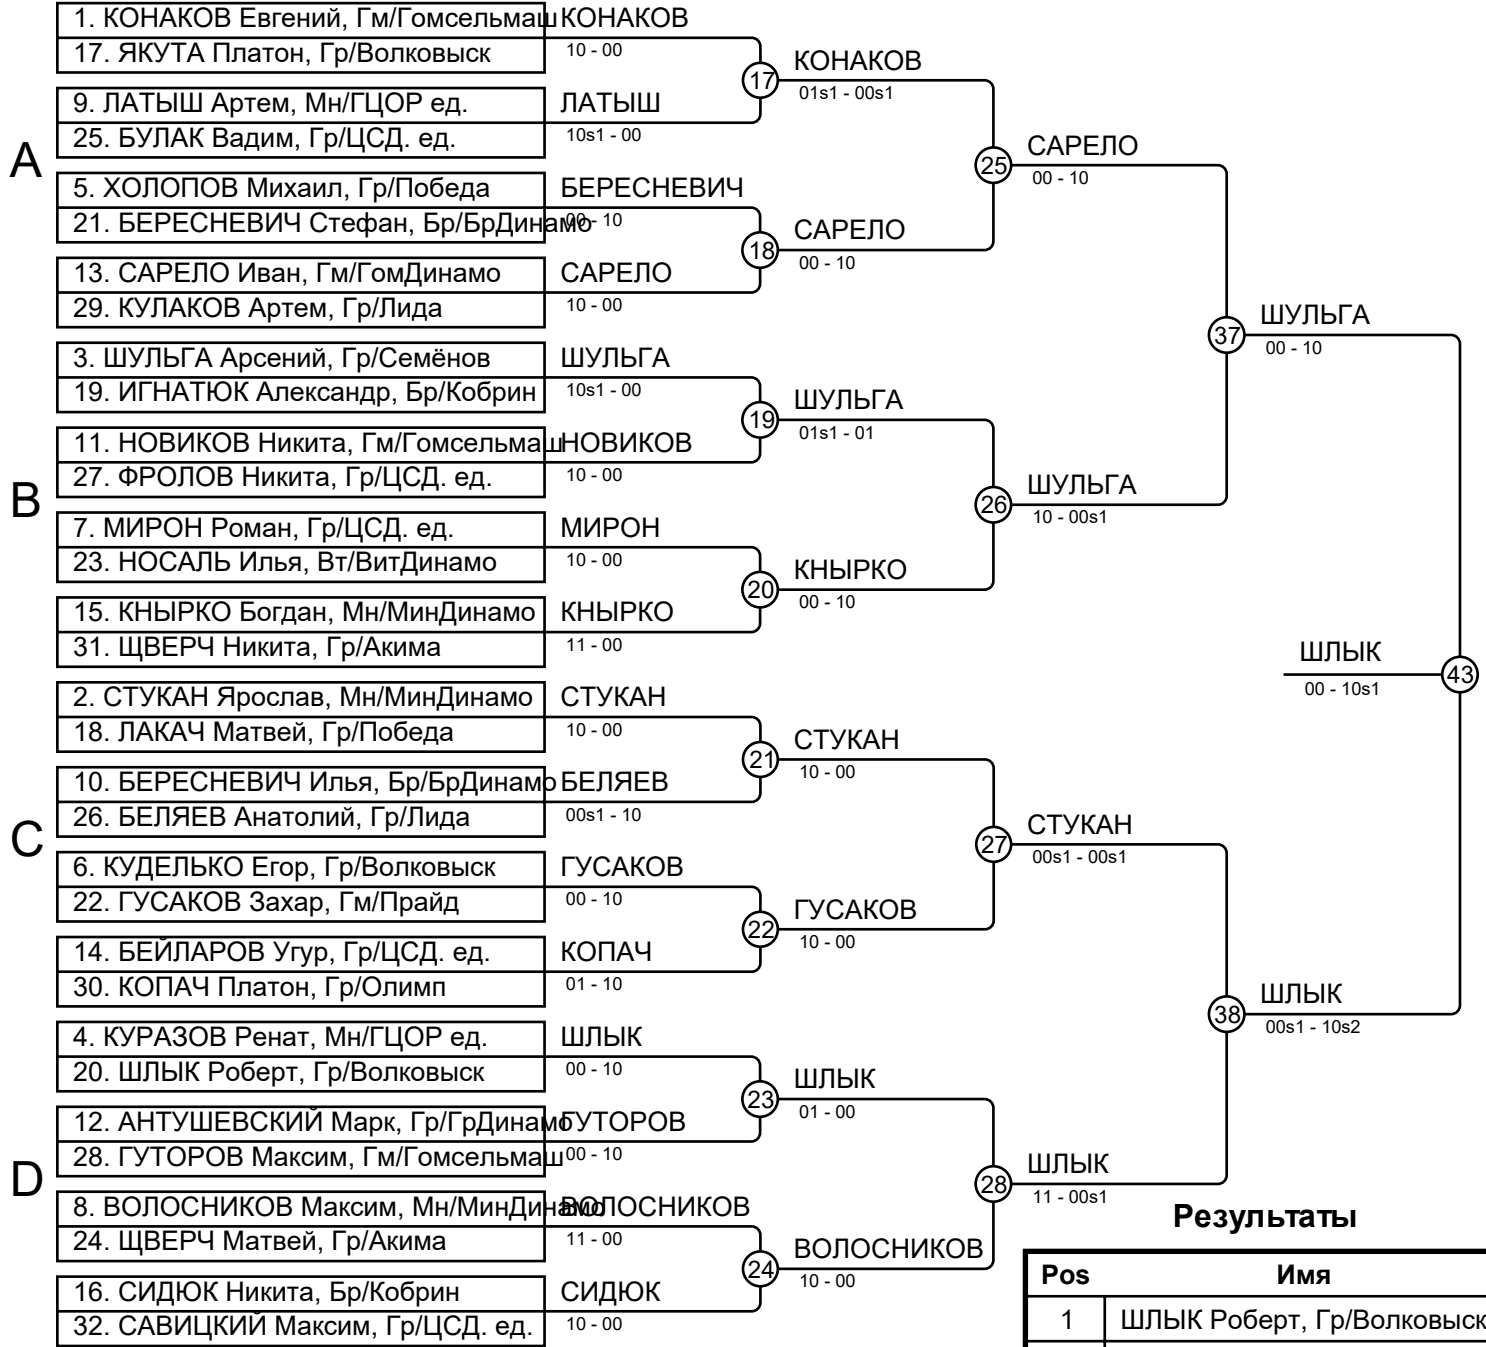 1. КОНАКОВ Евгений, Гм/Гомсельмаш
17. ЯКУТА Платон, Гр/Волковыск
КОНАКОВ
10 - 00
9. ЛАТЫШ Артем, Мн/ГЦОР ед.
25. БУЛАК Вадим, Гр/ЦСД. ед.
ЛАТЫШ
10s1 - 00
17
КОНАКОВ
01s1 - 00s1
A
5. ХОЛОПОВ Михаил, Гр/Победа
21. БЕРЕСНЕВИЧ Стефан, Бр/БрДинамо
БЕРЕСНЕВИЧ
00 - 10
13. САРЕЛО Иван, Гм/ГомДинамо
29. КУЛАКОВ Артем, Гр/Лида
САРЕЛО
10 - 00
18
САРЕЛО
00 - 10
25
САРЕЛО
00 - 10
3. ШУЛЬГА Арсений, Гр/Семёнов
19. ИГНАТЮК Александр, Бр/Кобрин
ШУЛЬГА
10s1 - 00
11. НОВИКОВ Никита, Гм/Гомсельмаш
27. ФРОЛОВ Никита, Гр/ЦСД. ед.
НОВИКОВ
10 - 00
19
ШУЛЬГА
01s1 - 01
B
7. МИРОН Роман, Гр/ЦСД. ед.
23. НОСАЛЬ Илья, Вт/ВитДинамо
МИРОН
10 - 00
15. КНЫРКО Богдан, Мн/МинДинамо
31. ЩВЕРЧ Никита, Гр/Акима
КНЫРКО
11 - 00
20
КНЫРКО
00 - 10
26
ШУЛЬГА
10 - 00s1
37
ШУЛЬГА
00 - 10
2. СТУКАН Ярослав, Мн/МинДинамо
18. ЛАКАЧ Матвей, Гр/Победа
СТУКАН
10 - 00
10. БЕРЕСНЕВИЧ Илья, Бр/БрДинамо
26. БЕЛЯЕВ Анатолий, Гр/Лида
БЕЛЯЕВ
00s1 - 10
21
СТУКАН
10 - 00
C
6. КУДЕЛЬКО Егор, Гр/Волковыск
22. ГУСАКОВ Захар, Гм/Прайд
ГУСАКОВ
00 - 10
14. БЕЙЛАРОВ Угур, Гр/ЦСД. ед.
30. КОПАЧ Платон, Гр/Олимп
КОПАЧ
01 - 10
22
ГУСАКОВ
10 - 00
27
СТУКАН
00s1 - 00s1
4. КУРАЗОВ Ренат, Мн/ГЦОР ед.
20. ШЛЫК Роберт, Гр/Волковыск
ШЛЫК
00 - 10
12. АНТУШЕВСКИЙ Марк, Гр/ГрДинамо
28. ГУТОРОВ Максим, Гм/Гомсельмаш
ГУТОРОВ
00 - 10
23
ШЛЫК
01 - 00
D
8. ВОЛОСНИКОВ Максим, Мн/МинДинамо
24. ЩВЕРЧ Матвей, Гр/Акима
ВОЛОСНИКОВ
11 - 00
16. СИДЮК Никита, Бр/Кобрин
32. САВИЦКИЙ Максим, Гр/ЦСД. ед.
СИДЮК
10 - 00
24
ВОЛОСНИКОВ
10 - 00
28
ШЛЫК
11 - 00s1
38
ШЛЫК
00s1 - 10s2
43
ШЛЫК
00 - 10s1
Результаты
Pos Имя
1 ШЛЫК Роберт, Гр/Волковыск